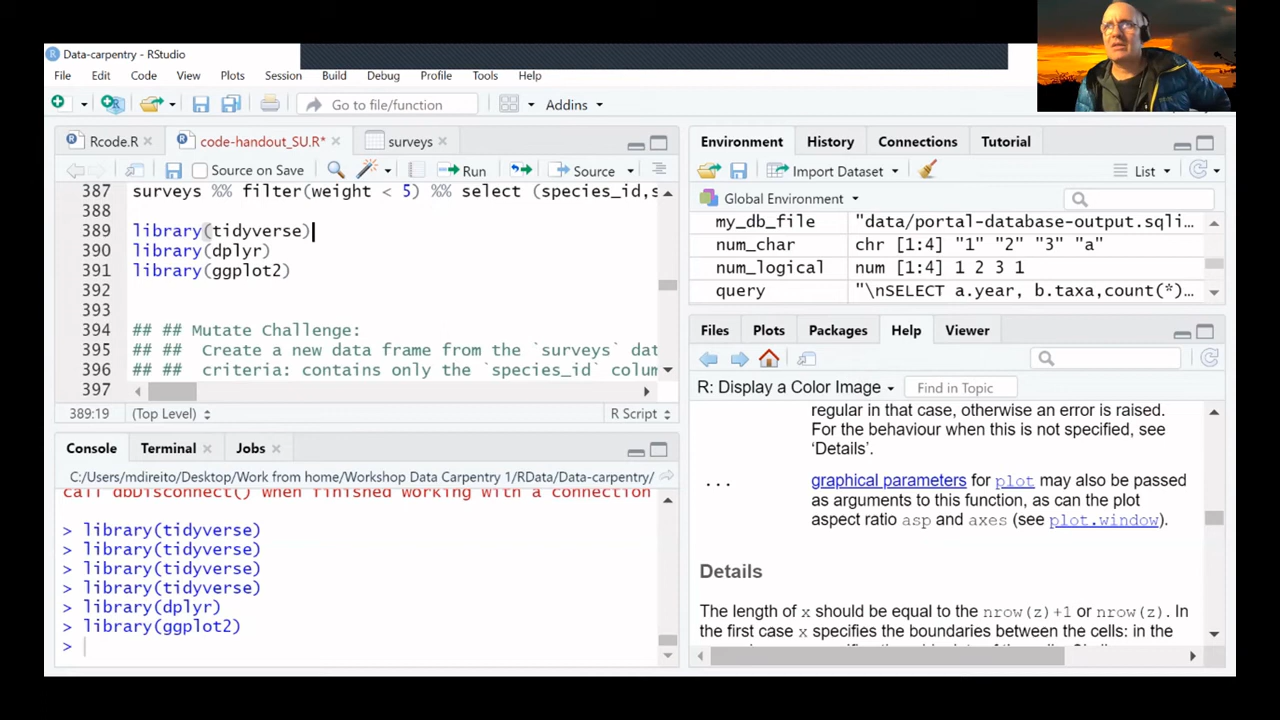 Data-carpentry - RStudio
File Edit Code View Plots Session Build Debug Profile Tools Help
Go to file/function Addins
Rcode.R code-handout_SU.R* surveys
Source on Save Run Source
387 surveys %% filter(weight < 5) %% select (species_id,s
388
389 library(tidyverse)
390 library(dplyr)
391 library(ggplot2)
392
393
394 ## ## Mutate Challenge:
395 ## ##  Create a new data frame from the `surveys` dat
396 ## ##  criteria: contains only the `species_id` colum
397
389:19 (Top Level) R Script
Console Terminal Jobs
C:/Users/mdireito/Desktop/Work from home/Workshop Data Carpentry 1/RData/Data-carpentry/
call dbDisconnect() when finished working with a connection
> library(tidyverse)
> library(tidyverse)
> library(tidyverse)
> library(tidyverse)
> library(dplyr)
> library(ggplot2)
>
Environment History Connections Tutorial
Import Dataset List
Global Environment
my_db_file "data/portal-database-output.sqli…
num_char chr [1:4] "1" "2" "3" "a"
num_logical num [1:4] 1 2 3 1
query "\nSELECT a.year, b.taxa,count(*)…
Files Plots Packages Help Viewer
R: Display a Color Image Find in Topic
regular in that case, otherwise an error is raised.
For the behaviour when this is not specified, see
‘Details’.
... graphical parameters for plot may also be passed
as arguments to this function, as can the plot
aspect ratio asp and axes (see plot.window).
Details
The length of x should be equal to the nrow(z)+1 or nrow(z). In
the first case x specifies the boundaries between the cells: in the